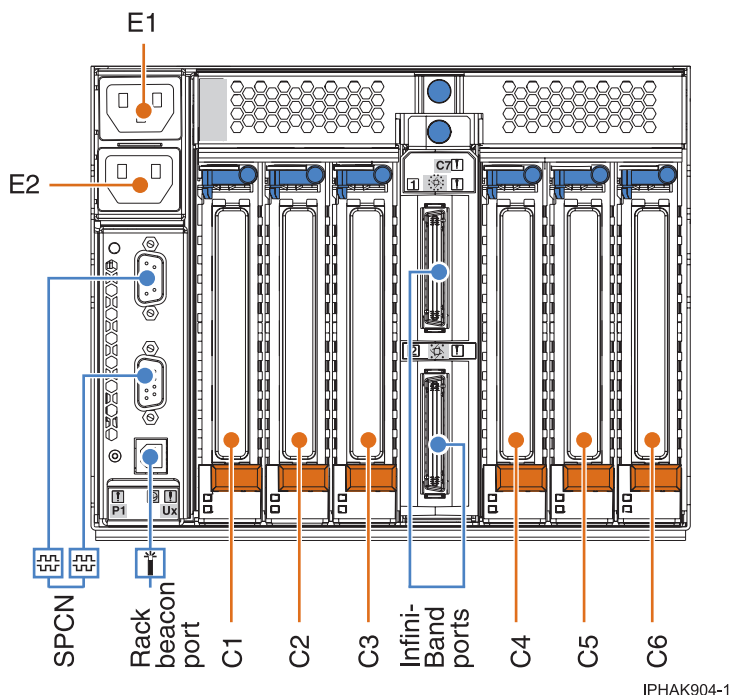 E1
E2
C7
1
2
P1
Ux
SPCN
Rack
beacon
port
C1
C2
C3
Infini-
Band
ports
C4
C5
C6
IPHAK904-1